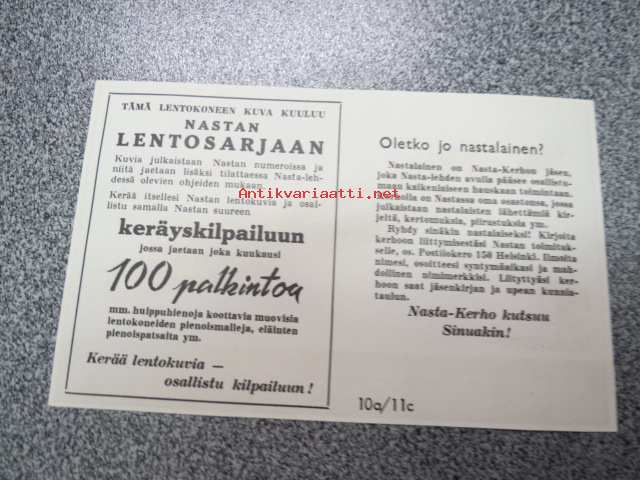 TÄMÄ LENTOKONEEN KUVA KUULUU
NASTAN
LENTOSARJAAN
Kuvia julkaistaan Nastan numeroissa ja
niitä jaetaan lisäksi tilattaessa Nasta-leh-
dessä olevien ohjeiden mukaan.
Kerää itsellesi Nastan lentokuvia ja osal-
listu samalla Nastan suureen
keräyskilpailuun
jossa jaetaan joka kuukausi
100 palkintoa
mm. huippuhienoja koottavia muovisia
lentokoneiden pienoismalleja, eläinten
pienoispatsaita ym.
Kerää lentokuvia —
osallistu kilpailuun!
Oletko jo nastalainen?
Nastalainen on Nasta-Kerhon jäsen,
joka Nasta-lehden avulla pääsee osallistu-
maan kaikenlaiseen hauskaan toimintaan.
Kerholla on Nastassa oma osastonsa, jossa
julkaistaan nastalaisten lähettämiä kir-
jeitä, kertomuksia, piirustuksia ym.
Ryhdy sinäkin nastalaiseksi! Kirjoita
kerhoon liittymisestäsi Nastan toimituk-
selle, os. Postilokero 150 Helsinki. Ilmoita
nimesi, osoitteesi syntymäaikasi ja mah-
dollinen nimimerkkisi. Liityttyäsi ker-
hoon saat jäsenkirjan ja upean kunnia-
taulun.
Nasta-Kerho kutsuu
Sinuakin!
10a/11c
Antikvariaatti.net